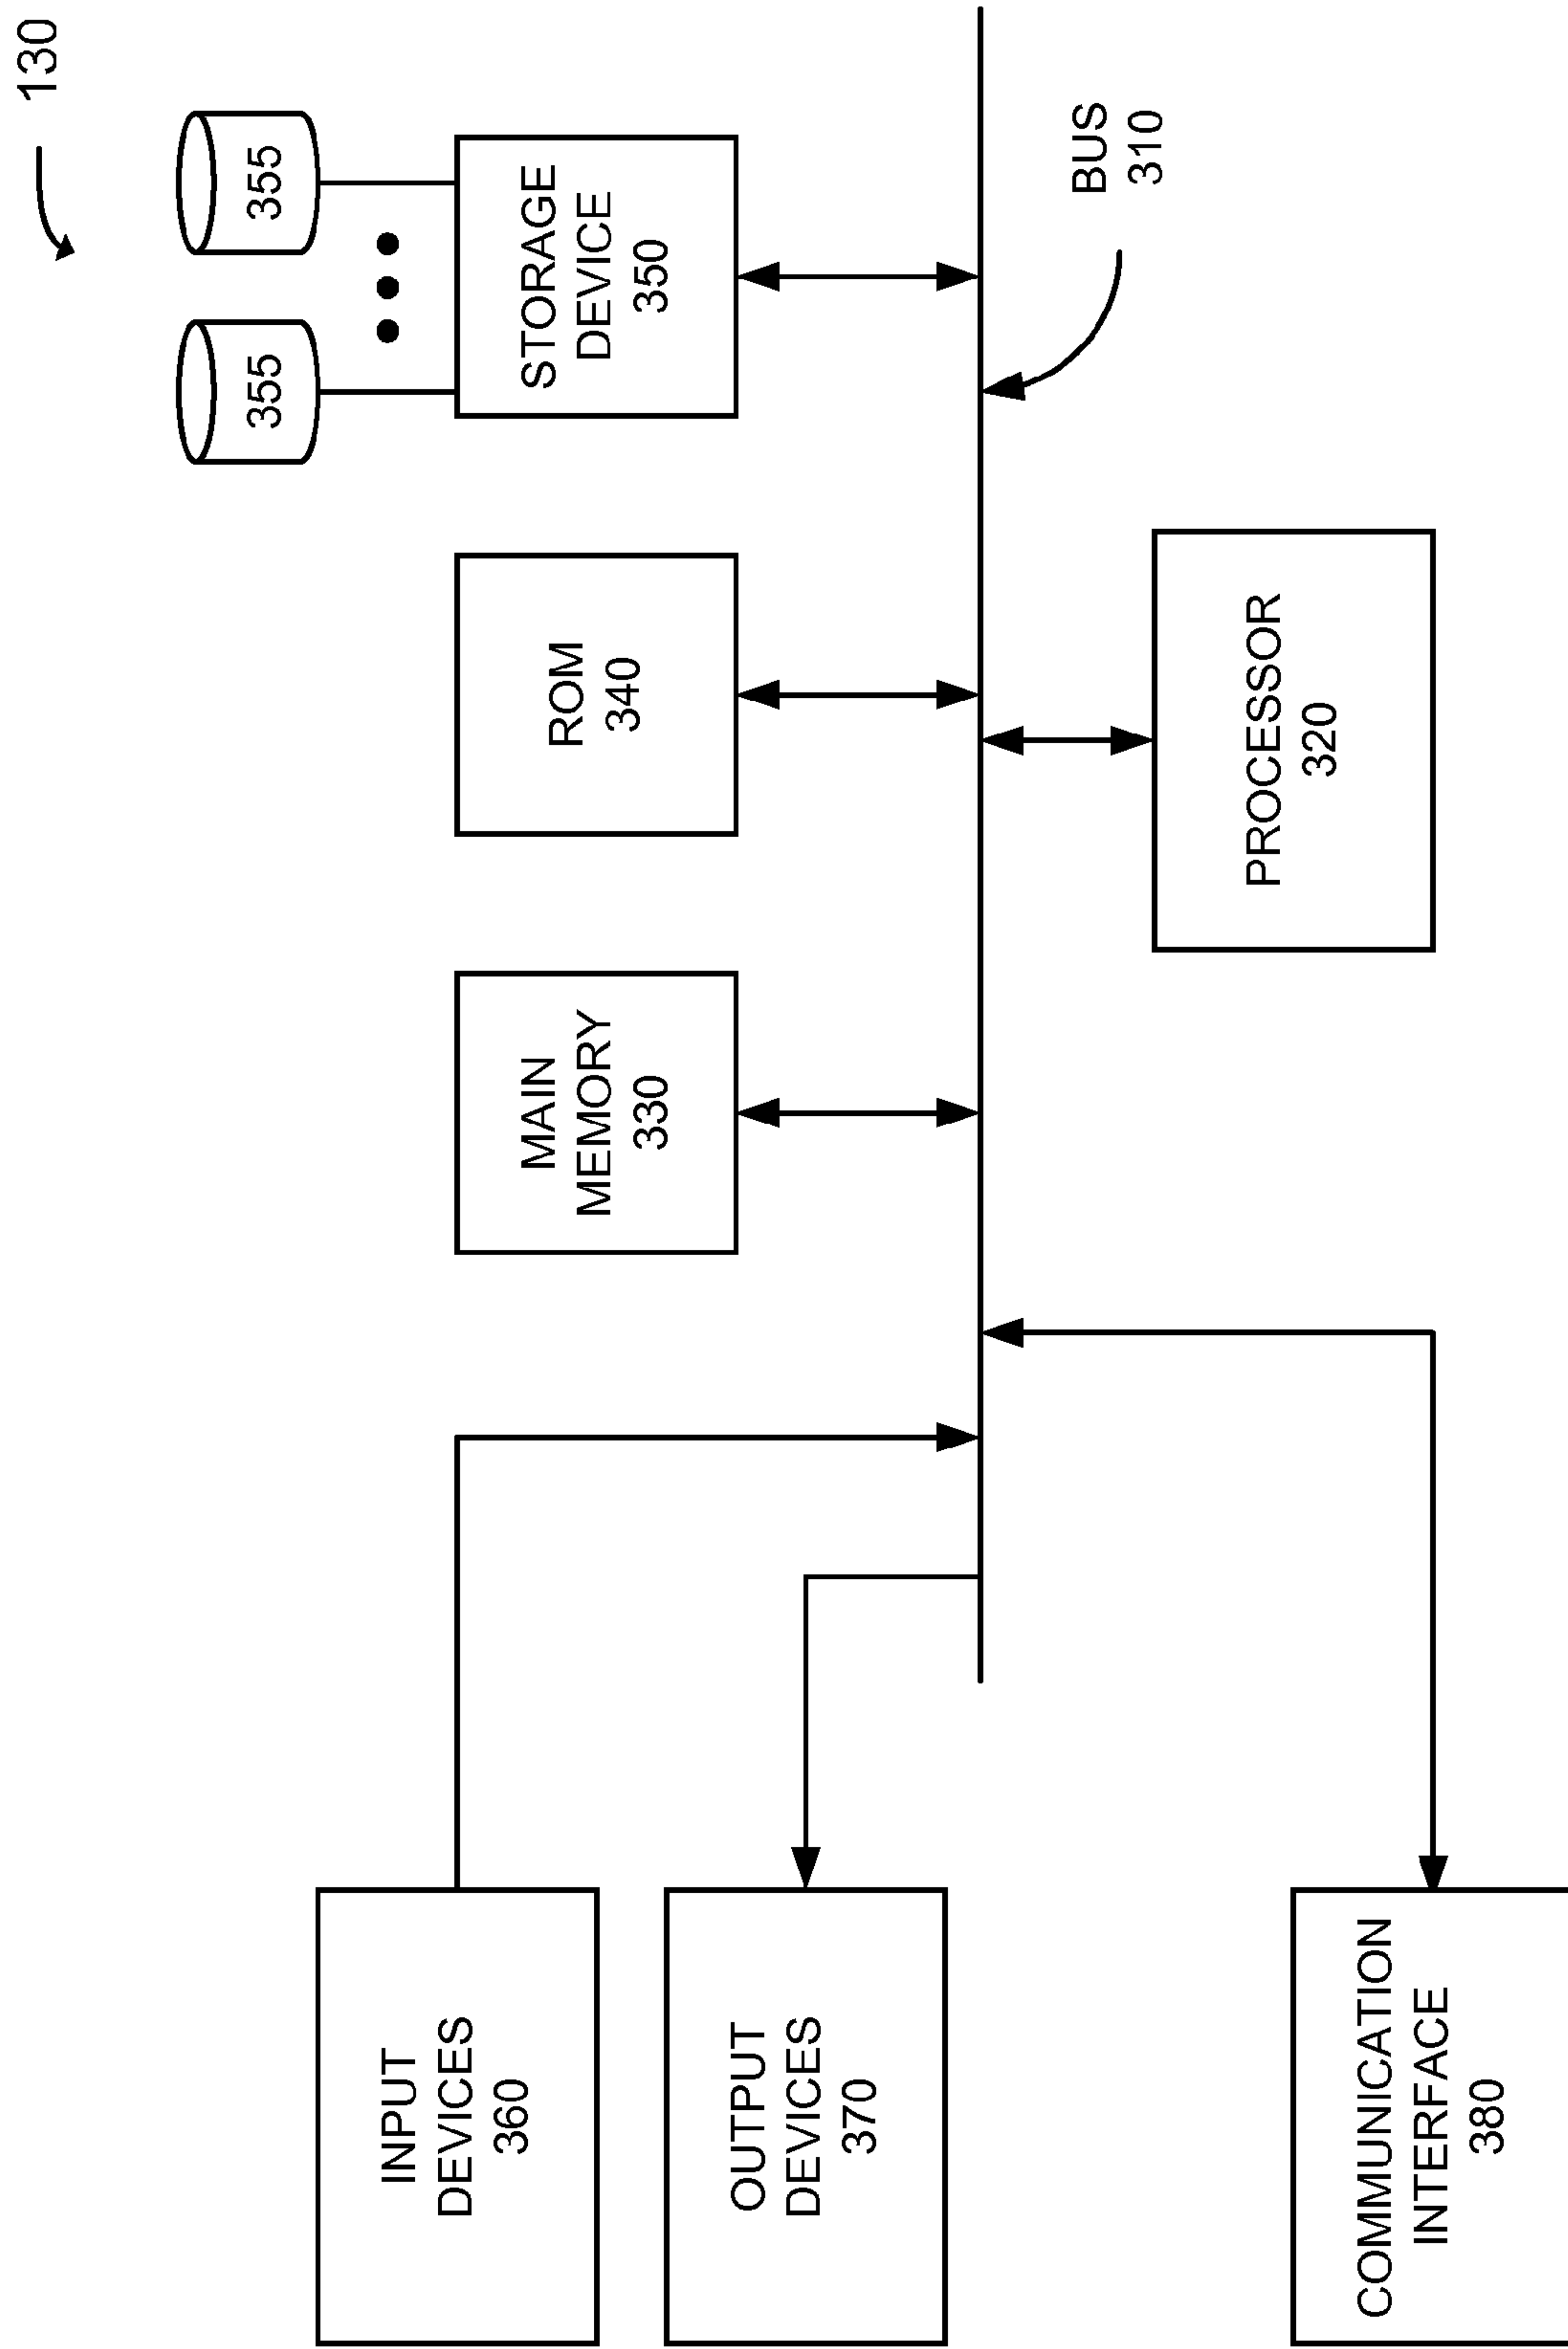 130
355
355
STORAGE
DEVICE
350
ROM
340
MAIN
MEMORY
330
INPUT
DEVICES
360
OUTPUT
DEVICES
370
BUS
310
PROCESSOR
320
COMMUNICATION
INTERFACE
380